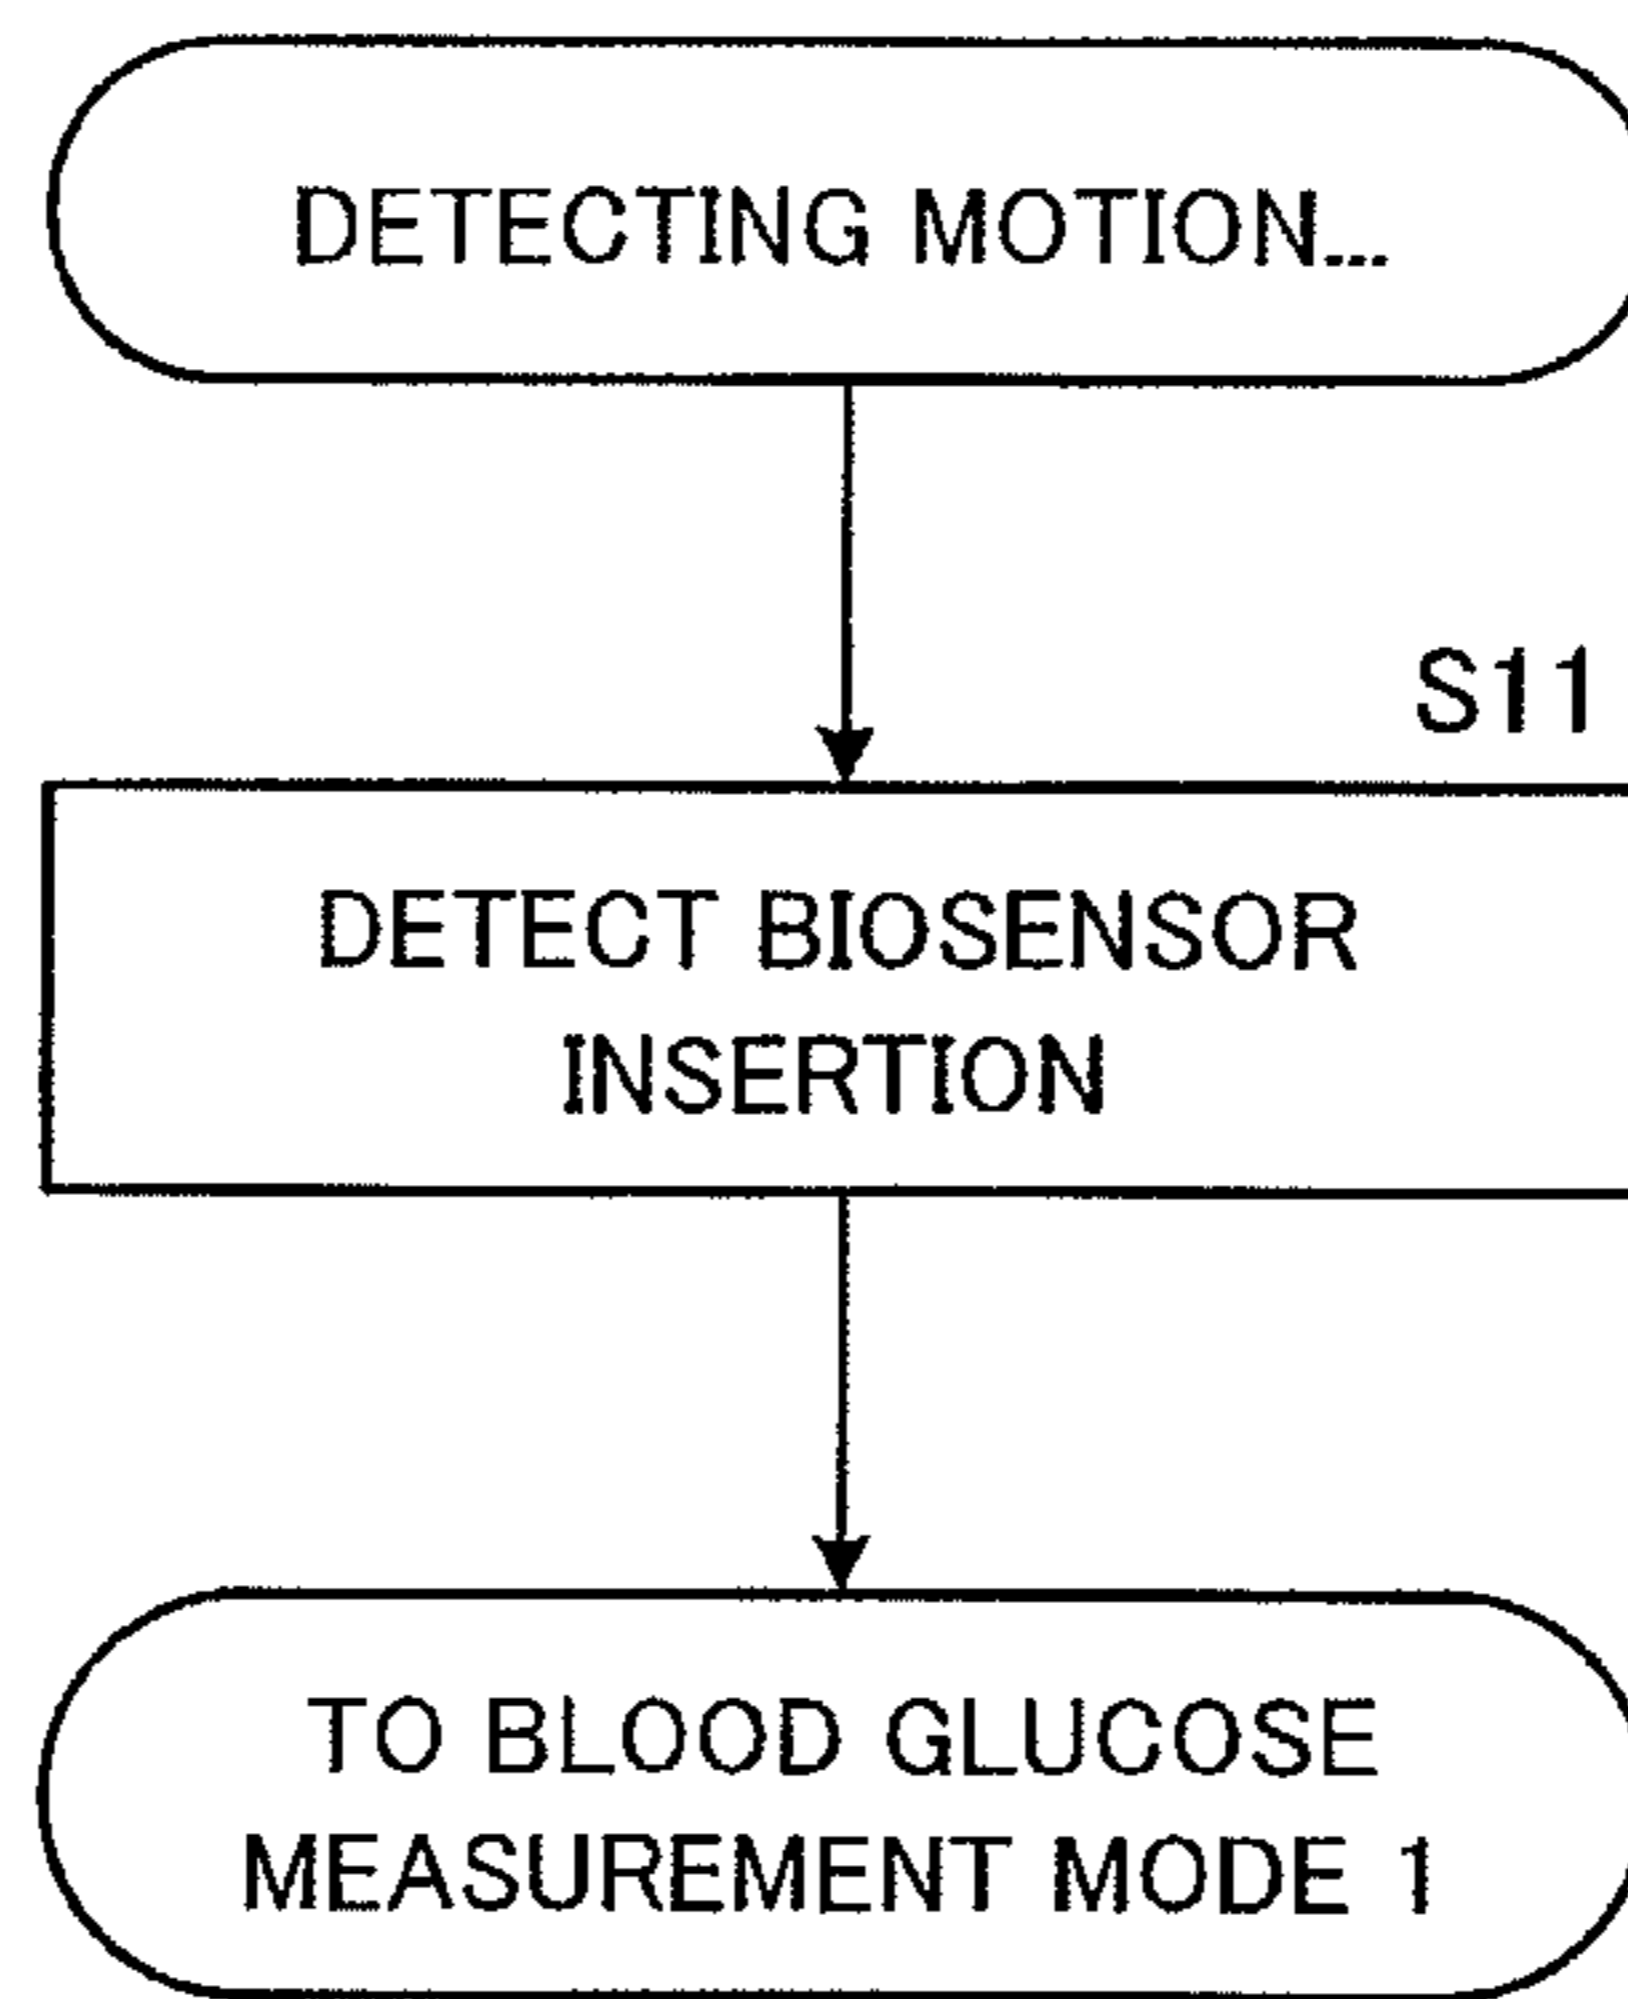 DETECTING MOTION...
S11
DETECT BIOSENSOR
INSERTION
TO BLOOD GLUCOSE
MEASUREMENT MODE 1